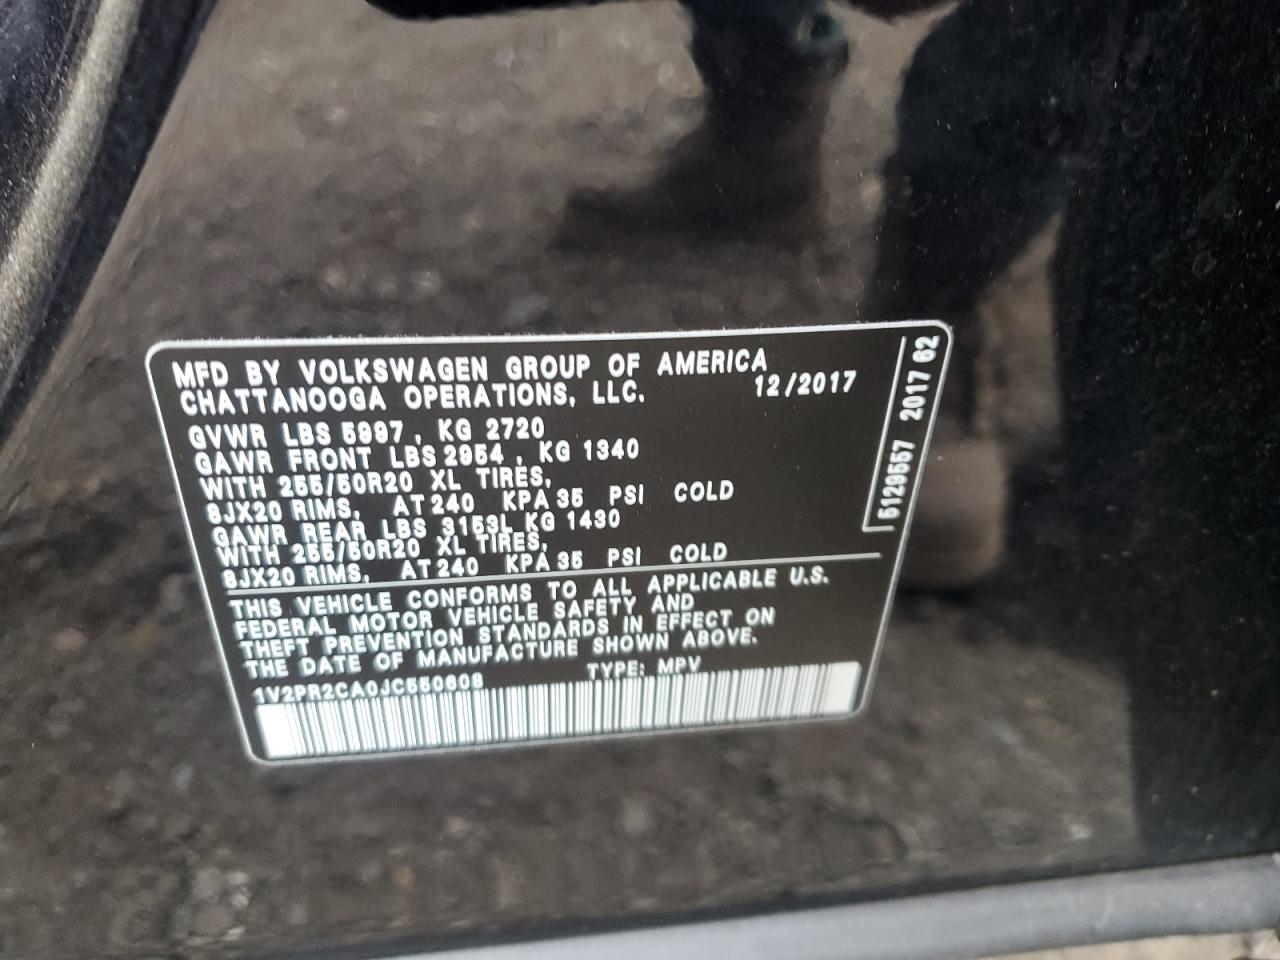 MFD BY VOLKSWAGEN GROUP OF AMERICA
CHATTANOOGA OPERATIONS, LLC. 12/2017
GVWR LBS 5997 , KG 2720
GAWR FRONT LBS 2954 , KG 1340
WITH 255/50R20 XL TIRES,
8JX20 RIMS, AT 240 KPA 35 PSI COLD
GAWR REAR LBS 3153L KG 1430
WITH 255/50R20 XL TIRES,
8JX20 RIMS, AT 240 KPA 35 PSI COLD
THIS VEHICLE CONFORMS TO ALL APPLICABLE U.S.
FEDERAL MOTOR VEHICLE SAFETY AND
THEFT PREVENTION STANDARDS IN EFFECT ON
THE DATE OF MANUFACTURE SHOWN ABOVE.
1V2PR2CA0JC550608 TYPE: MPV
5129557 2017 62